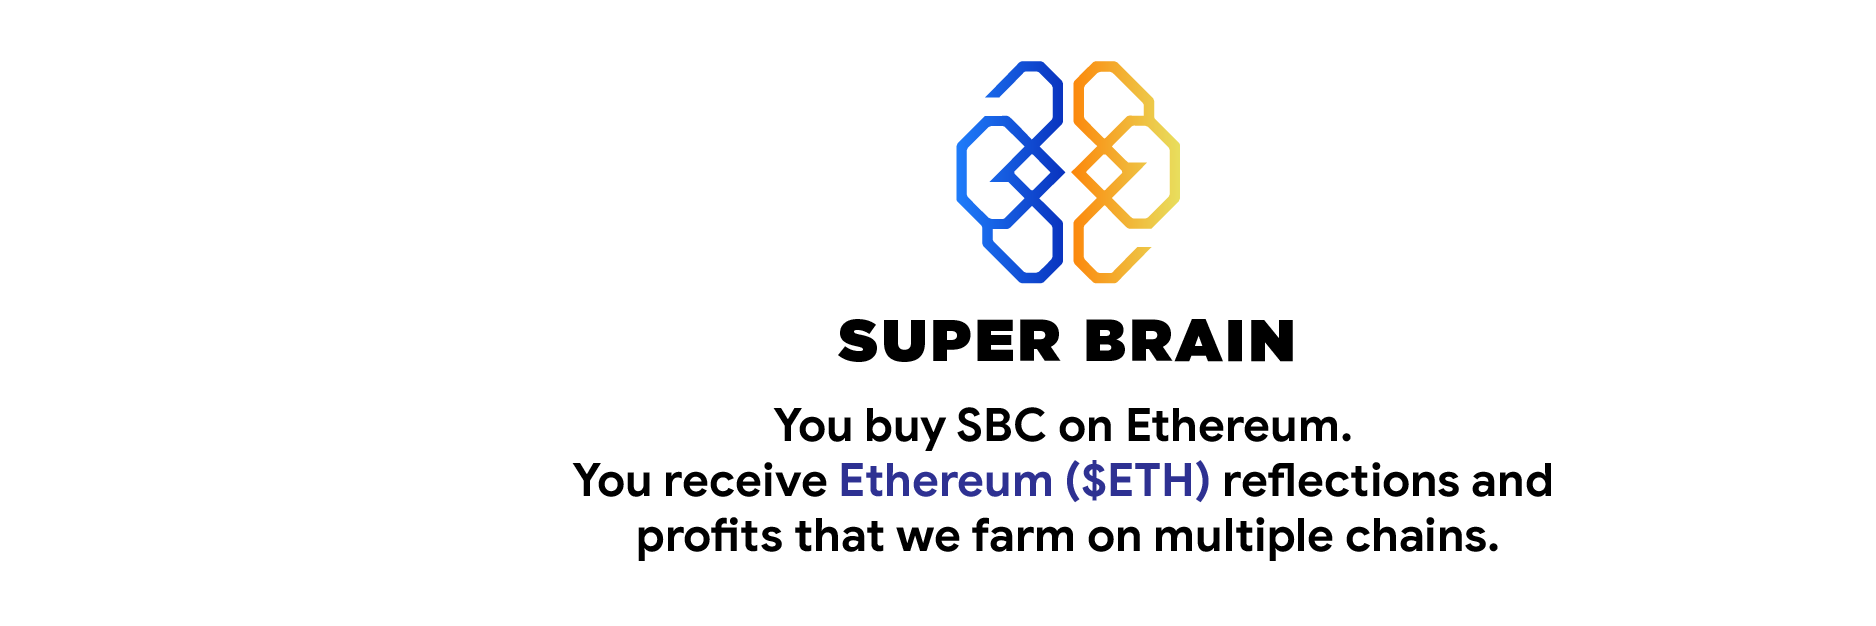 SUPER BRAIN
You buy SBC on Ethereum.
You receive Ethereum ($ETH) reflections and
profits that we farm on multiple chains.